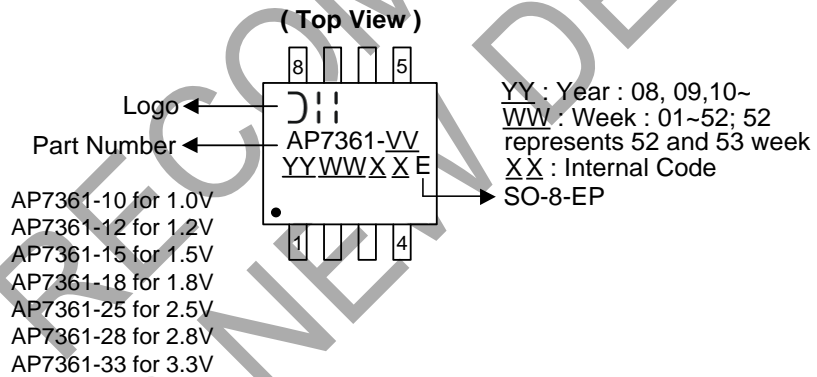 ( Top View )
8 5
Logo
AP7361-VV
Part Number
YY WW X X E
1 4
YY : Year : 08, 09,10~
WW : Week : 01~52; 52
represents 52 and 53 week
X X : Internal Code
SO-8-EP
AP7361-10 for 1.0V
AP7361-12 for 1.2V
AP7361-15 for 1.5V
AP7361-18 for 1.8V
AP7361-25 for 2.5V
AP7361-28 for 2.8V
AP7361-33 for 3.3V